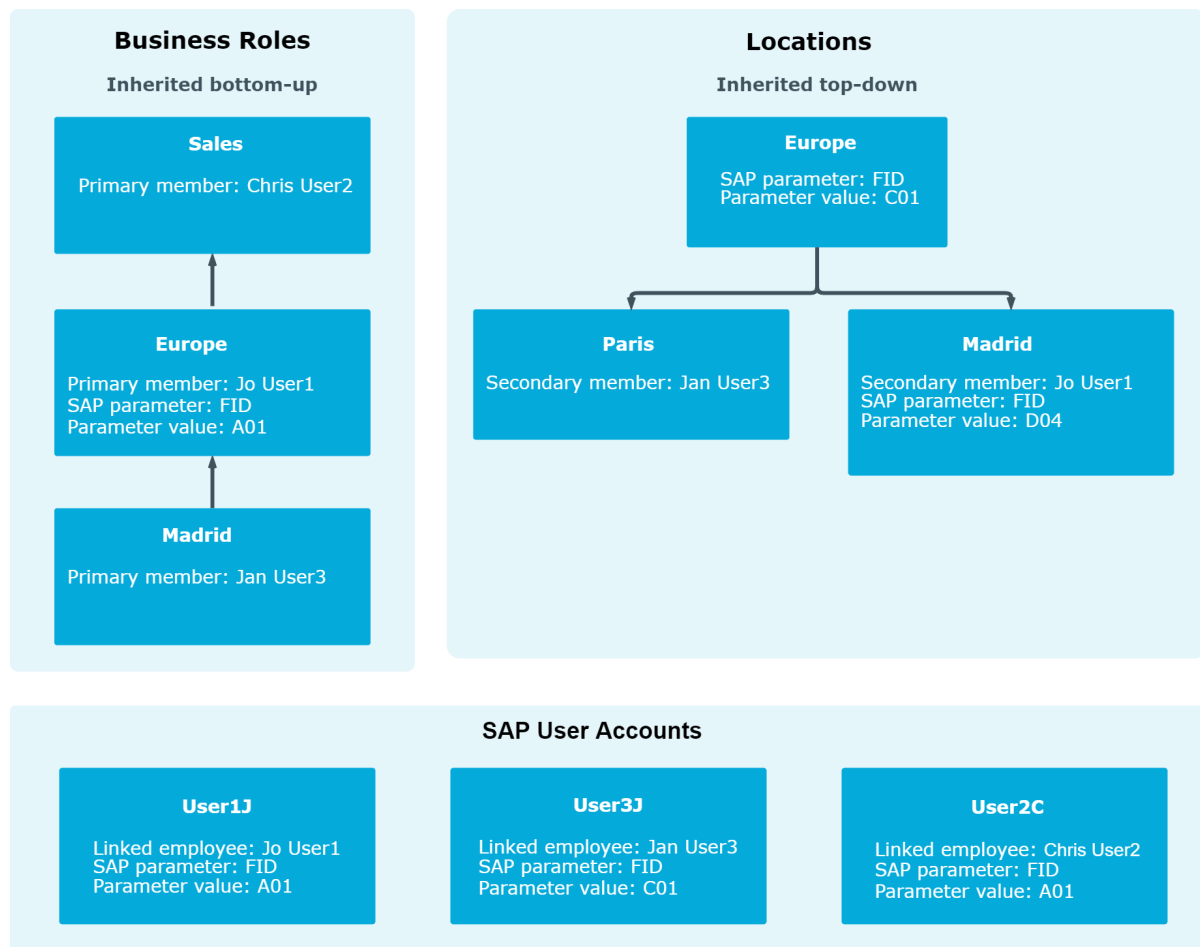 Business Roles
Inherited bottom-up
Sales
Primary member: Chris User2
Europe
Primary member: Jo User1
SAP parameter: FID
Parameter value: A01
Madrid
Primary member: Jan User3
Locations
Inherited top-down
Europe
SAP parameter: FID
Parameter value: C01
Paris
Secondary member: Jan User3
Madrid
Secondary member: Jo User1
SAP parameter: FID
Parameter value: D04
SAP User Accounts
User1J
Linked employee: Jo User1
SAP parameter: FID
Parameter value: A01
User3J
Linked employee: Jan User3
SAP parameter: FID
Parameter value: C01
User2C
Linked employee: Chris User2
SAP parameter: FID
Parameter value: A01